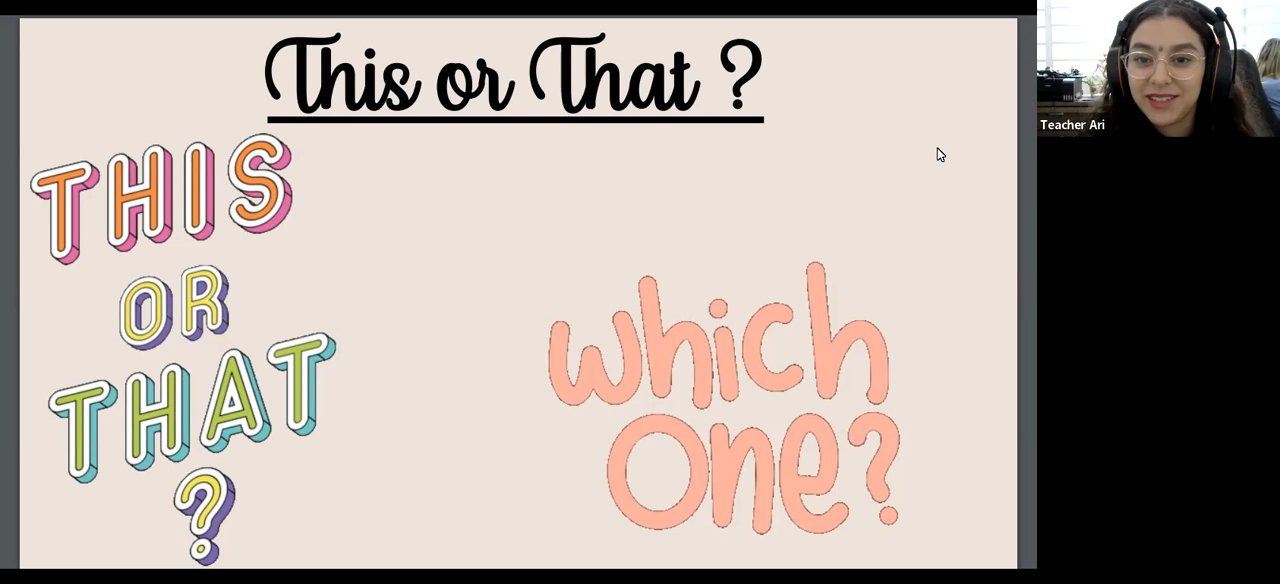 This or That ?
THIS
OR
THAT
?
which
one?
Teacher Ari